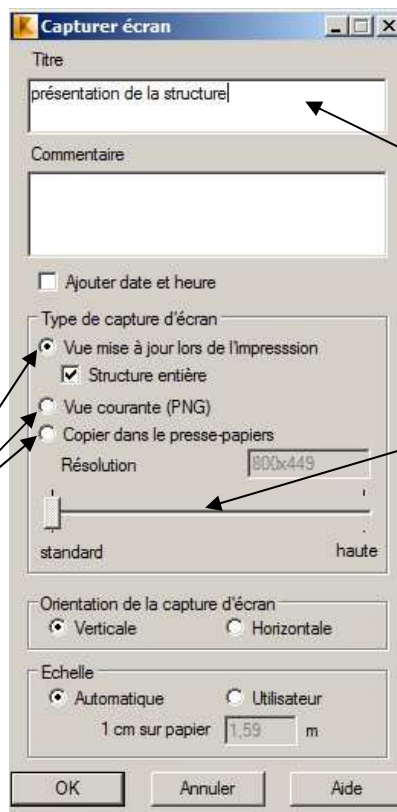 Capturer écran
Titre
présentation de la structure
Commentaire
Ajouter date et heure
Type de capture d'écran
Vue mise à jour lors de l'impresssion
Structure entière
Vue courante (PNG)
Copier dans le presse-papiers
Résolution 800x449
standard haute
Orientation de la capture d'écran
Verticale Horizontale
Echelle
Automatique Utilisateur
1 cm sur papier 1,59 m
OK Annuler Aide